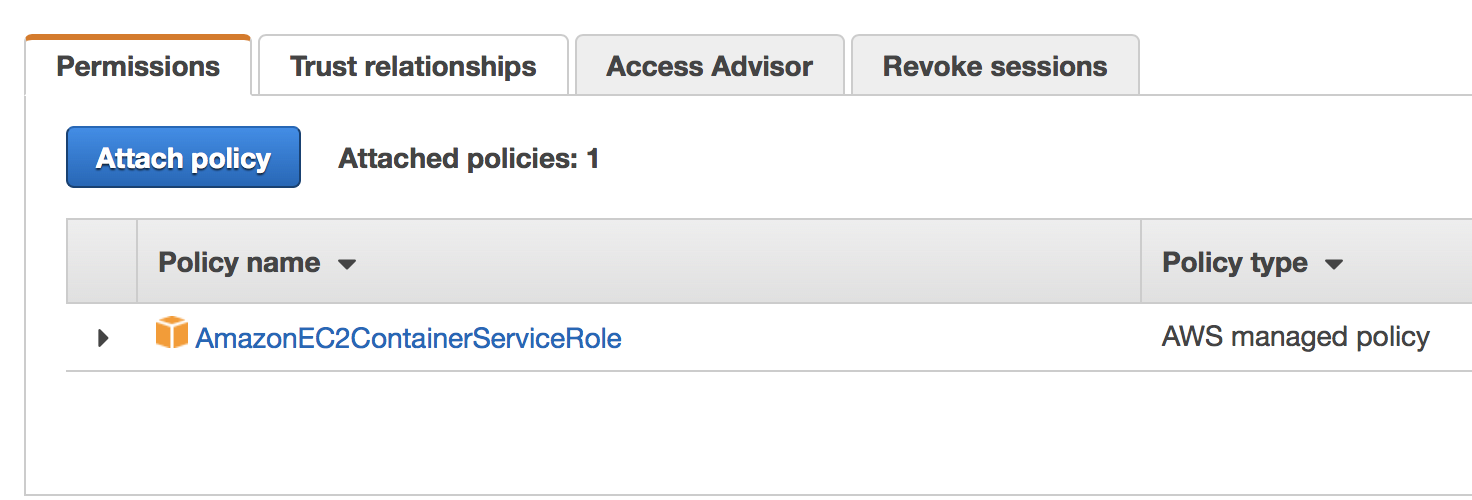 Permissions Trust relationships Access Advisor Revoke sessions
Attach policy Attached policies: 1
Policy name Policy type
AmazonEC2ContainerServiceRole AWS managed policy